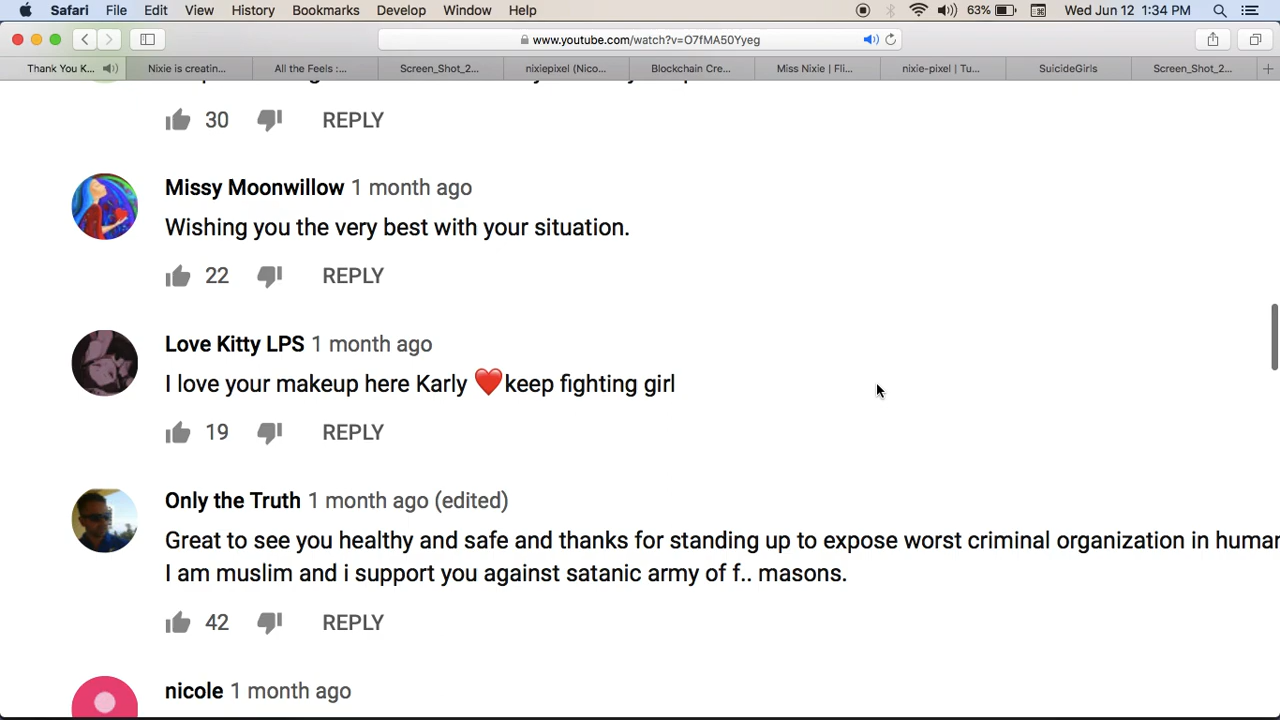 Safari File Edit View History Bookmarks Develop Window Help 63% Wed Jun 12 1:34 PM
www.youtube.com/watch?v=O7fMA50Yyeg
Thank You K... Nixie is creatin... All the Feels :... Screen_Shot_2... nixiepixel (Nico... Blockchain Cre... Miss Nixie | Fli... nixie-pixel | Tu... SuicideGirls Screen_Shot_2...
30 REPLY
Missy Moonwillow 1 month ago
Wishing you the very best with your situation.
22 REPLY
Love Kitty LPS 1 month ago
I love your makeup here Karly ❤️keep fighting girl
19 REPLY
Only the Truth 1 month ago (edited)
Great to see you healthy and safe and thanks for standing up to expose worst criminal organization in humar
I am muslim and i support you against satanic army of f.. masons.
42 REPLY
nicole 1 month ago